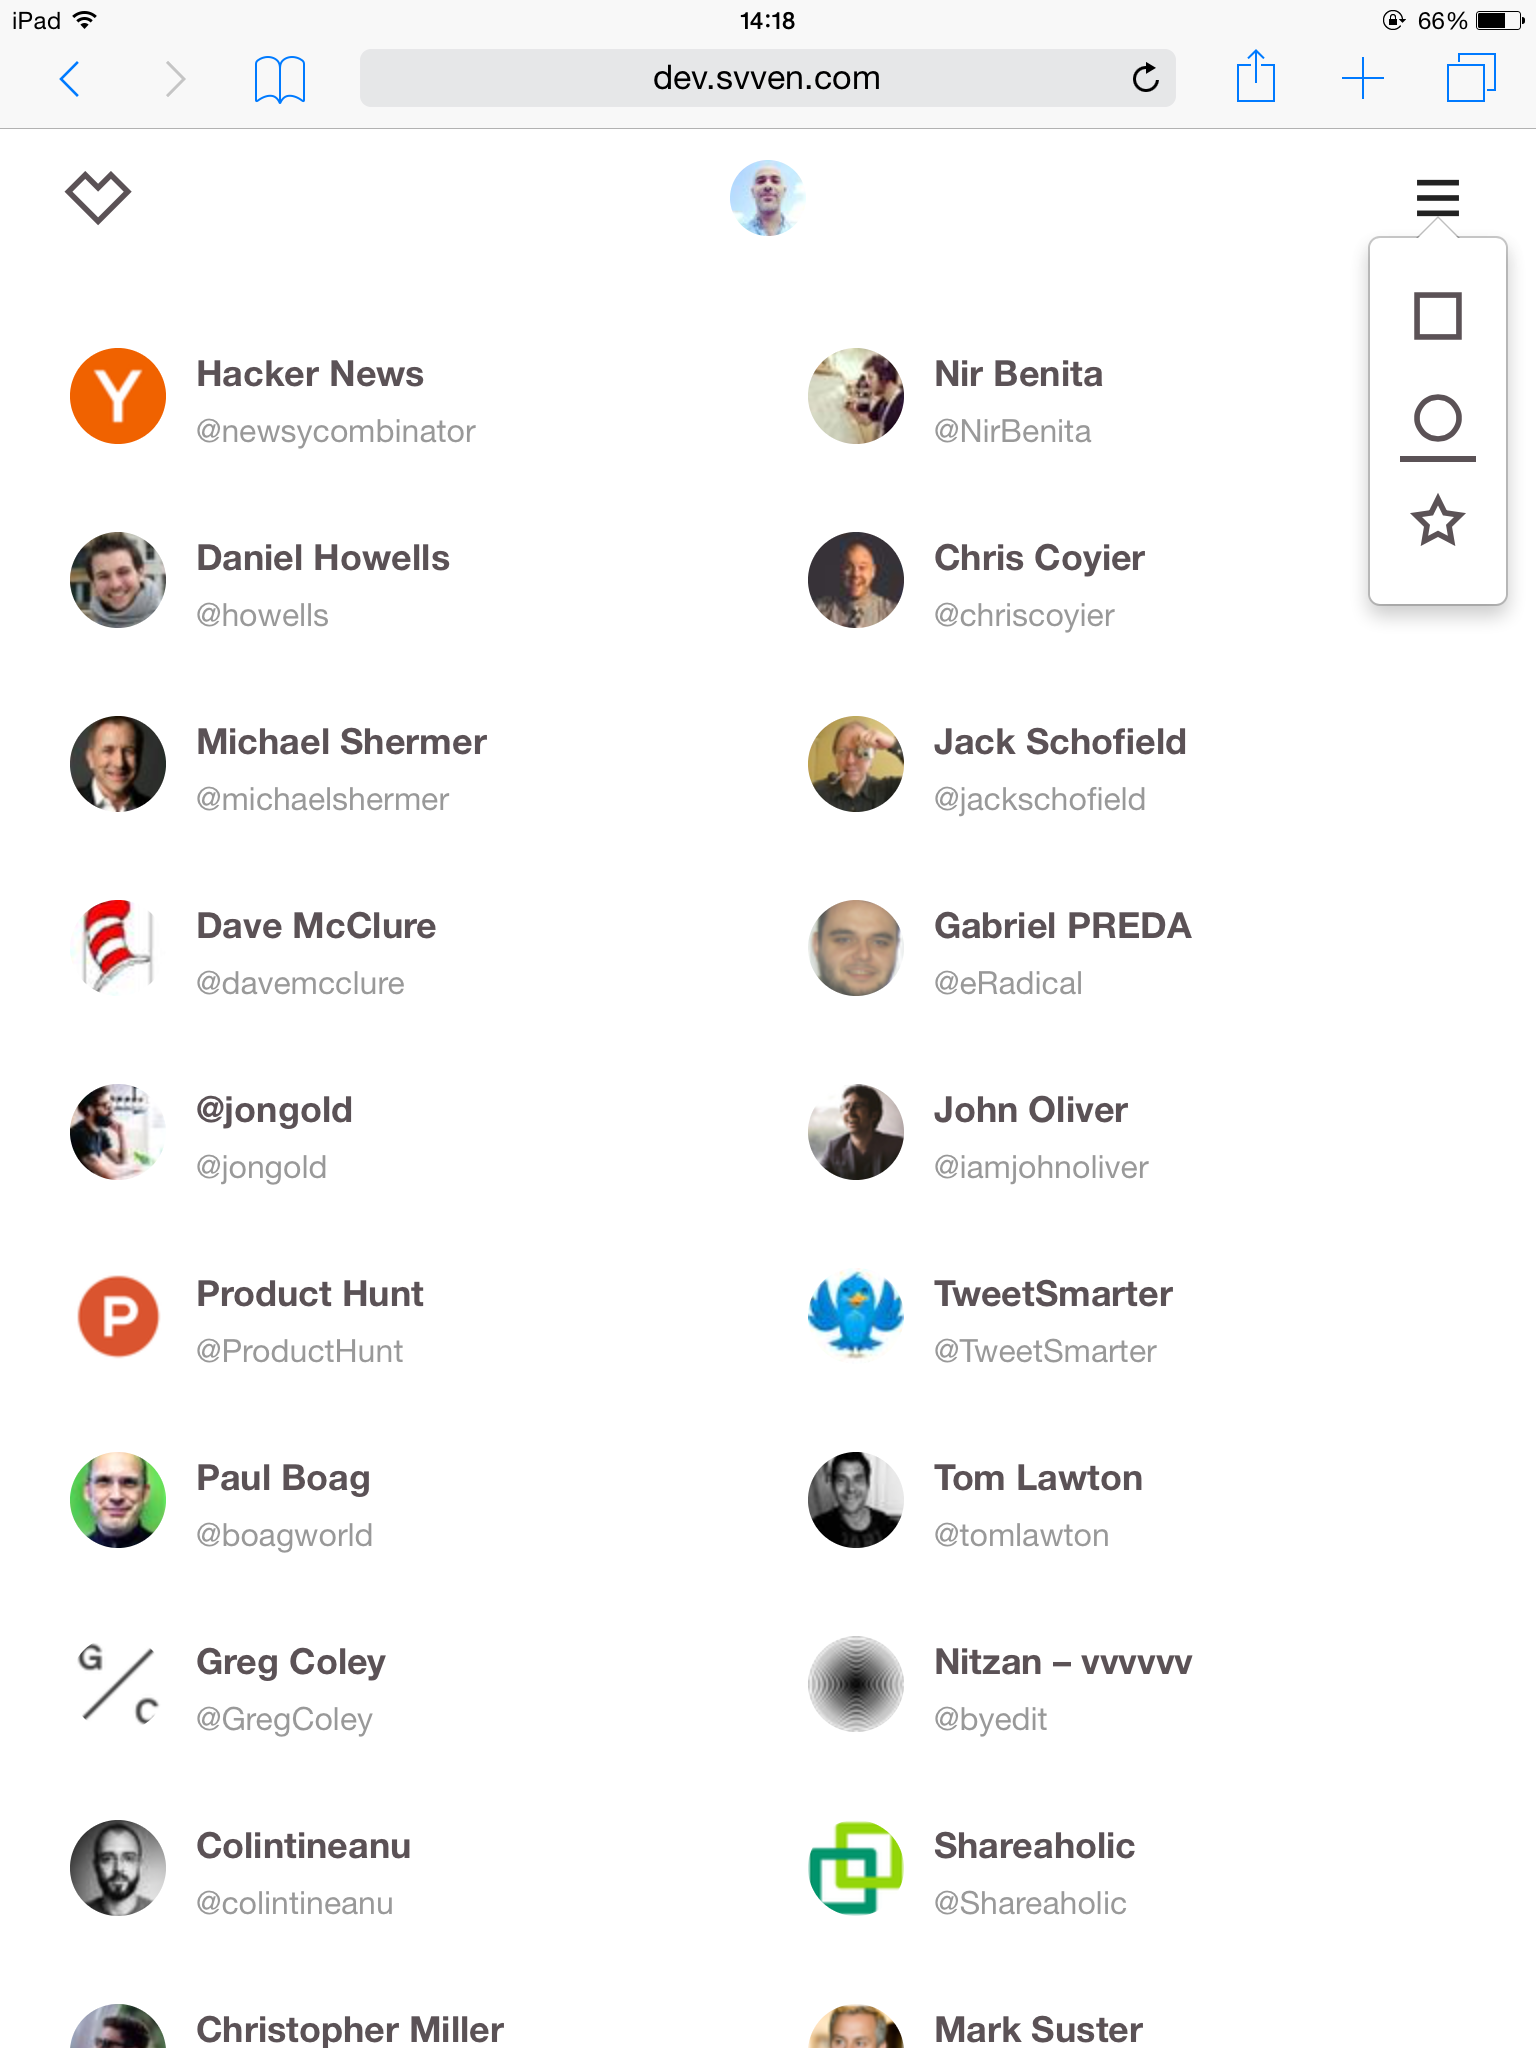 iPad 14:18 66%
dev.svven.com
Y
Hacker News
@newsycombinator
Nir Benita
@NirBenita
Daniel Howells
@howells
Chris Coyier
@chriscoyier
Michael Shermer
@michaelshermer
Jack Schofield
@jackschofield
Dave McClure
@davemcclure
Gabriel PREDA
@eRadical
@jongold
@jongold
John Oliver
@iamjohnoliver
P
Product Hunt
@ProductHunt
TweetSmarter
@TweetSmarter
Paul Boag
@boagworld
Tom Lawton
@tomlawton
G/C
Greg Coley
@GregColey
Nitzan – vvvvvv
@byedit
Colintineanu
@colintineanu
Shareaholic
@Shareaholic
Christopher Miller
Mark Suster